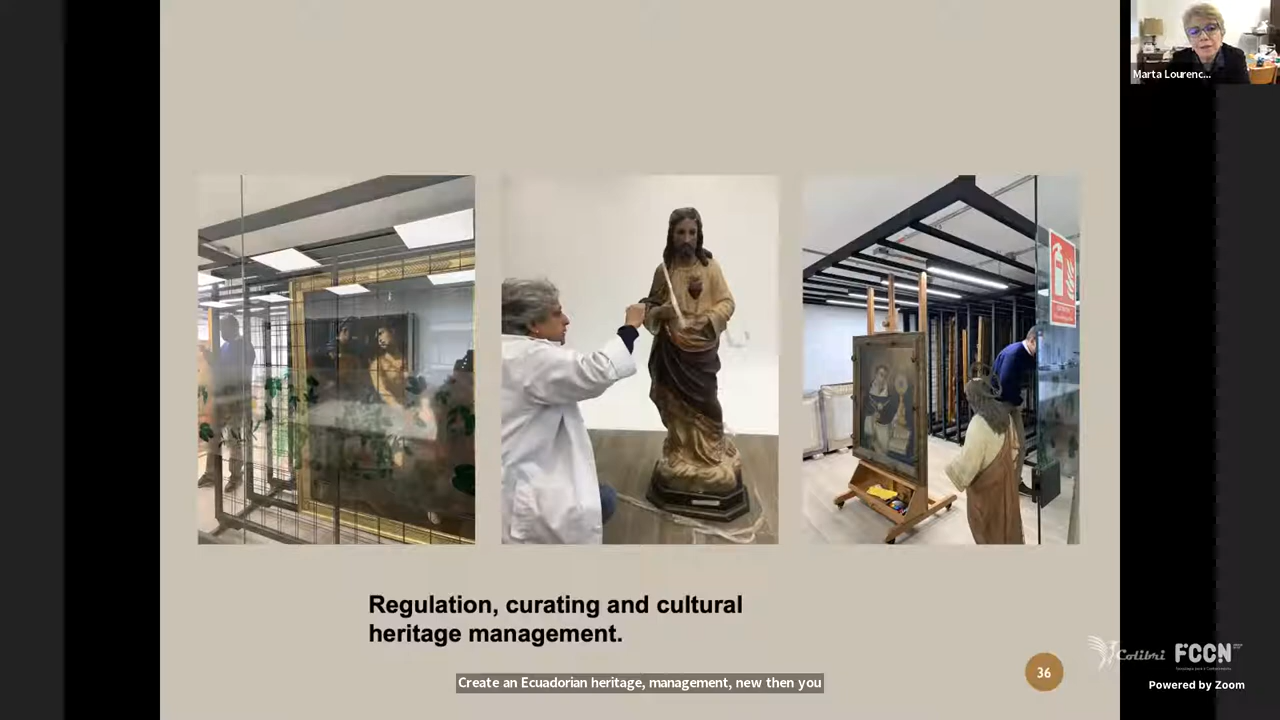 Marta Lourenc...
Regulation, curating and cultural
heritage management.
Create an Ecuadorian heritage, management, new then you
36
Colibri
FCCN
Powered by Zoom